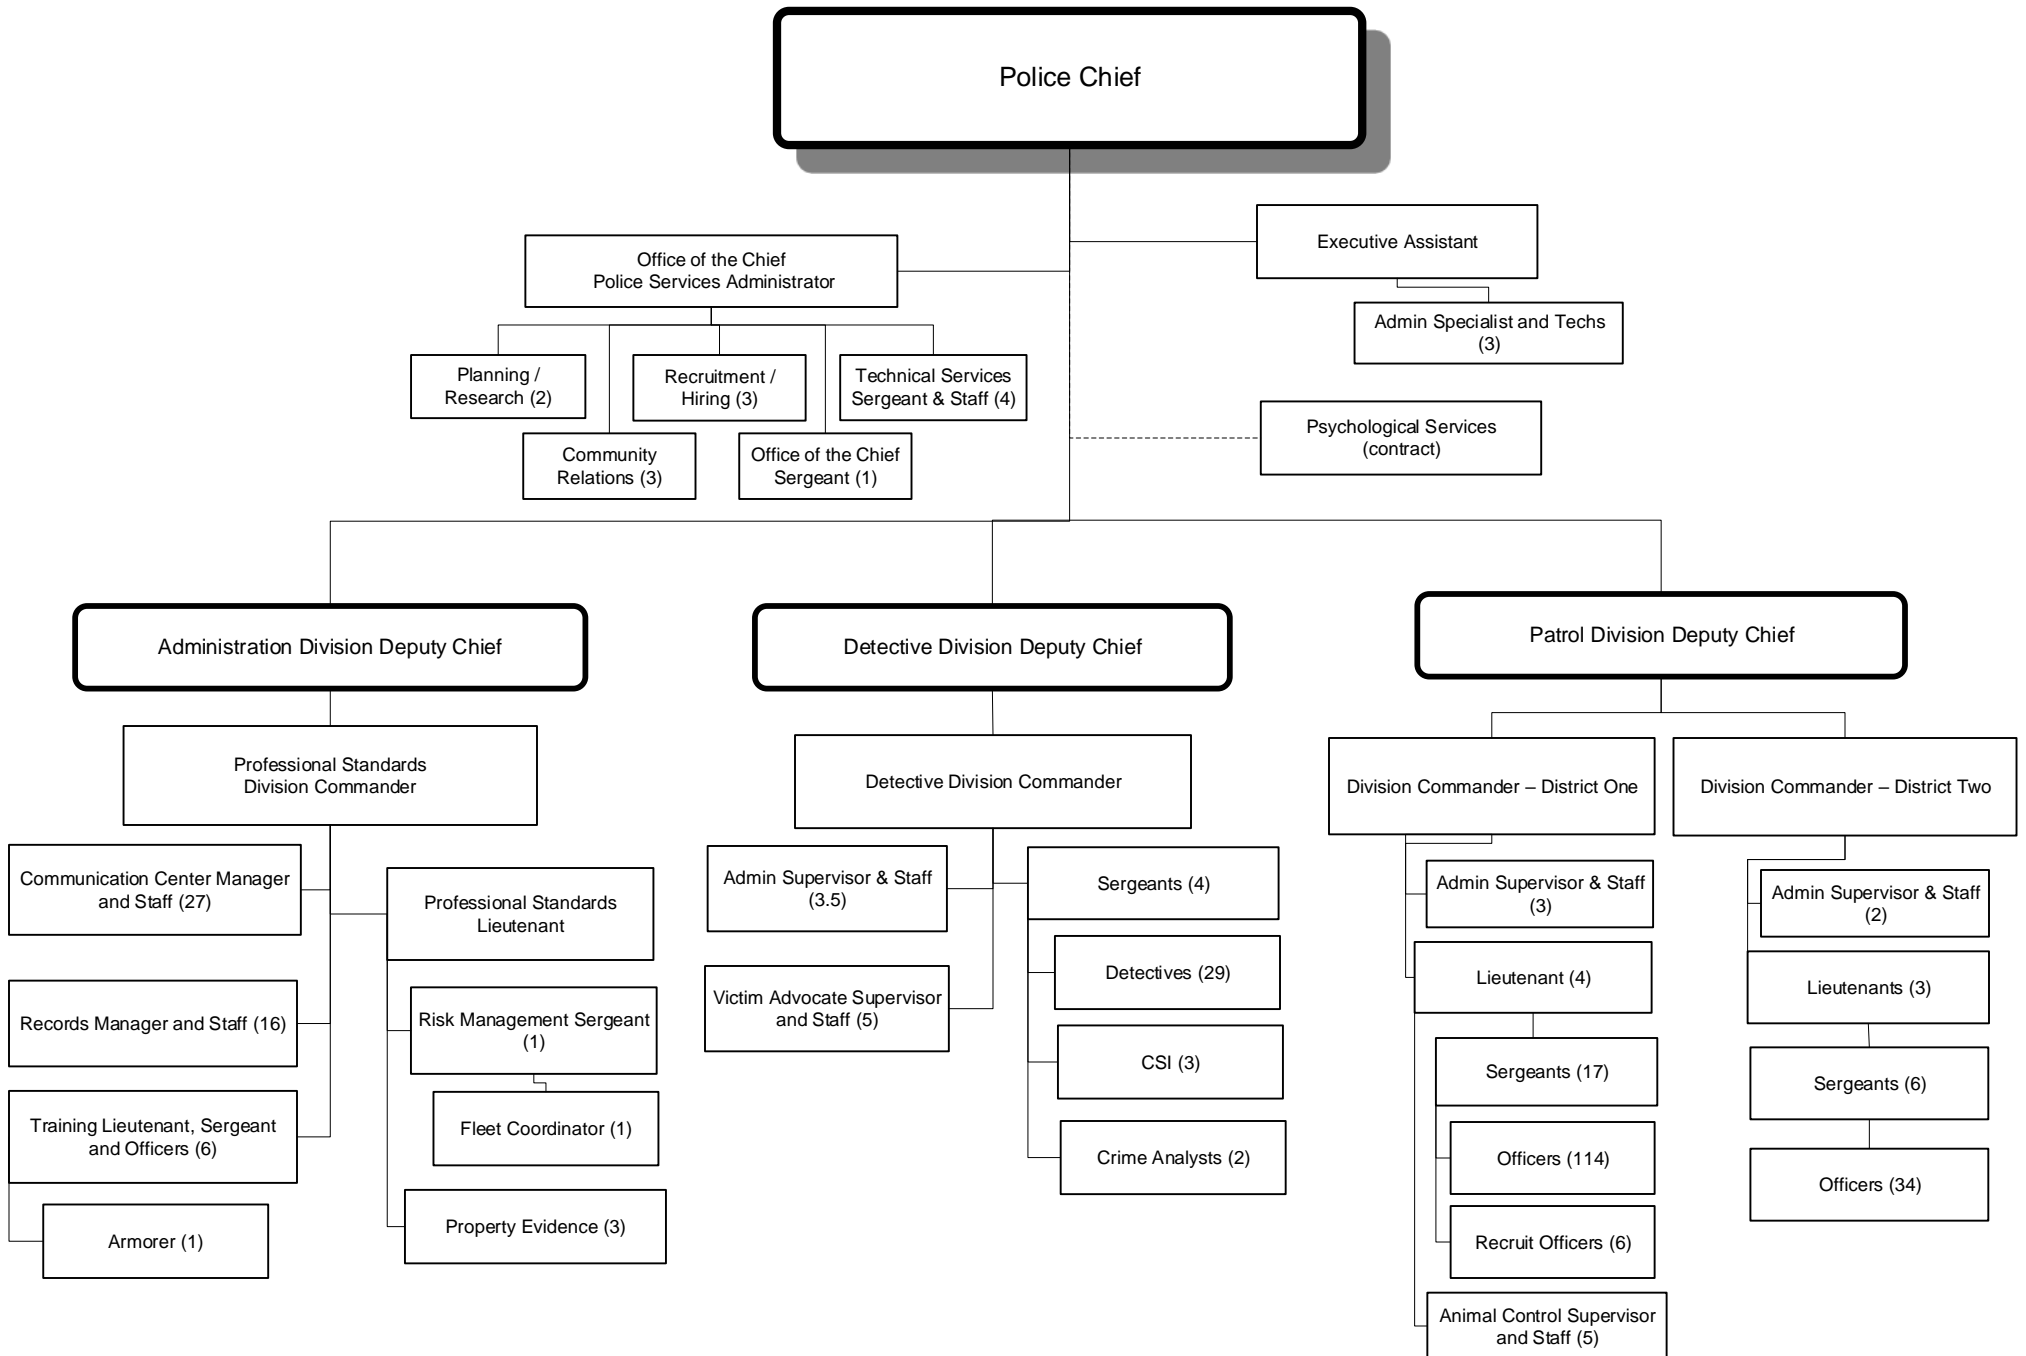 Police Chief
Executive Assistant
Office of the Chief
Police Services Administrator
Admin Specialist and Techs
(3)
Planning /
Research (2)
Recruitment /
Hiring (3)
Technical Services
Sergeant & Staff (4)
Community
Relations (3)
Office of the Chief
Sergeant (1)
Psychological Services
(contract)
Administration Division Deputy Chief
Detective Division Deputy Chief
Patrol Division Deputy Chief
Professional Standards
Division Commander
Communication Center Manager
and Staff (27)
Professional Standards
Lieutenant
Records Manager and Staff (16)
Risk Management Sergeant
(1)
Training Lieutenant, Sergeant
and Officers (6)
Fleet Coordinator (1)
Armorer (1)
Property Evidence (3)
Detective Division Commander
Admin Supervisor & Staff
(3.5)
Sergeants (4)
Victim Advocate Supervisor
and Staff (5)
Detectives (29)
CSI (3)
Crime Analysts (2)
Division Commander – District One
Admin Supervisor & Staff
(3)
Lieutenant (4)
Sergeants (17)
Officers (114)
Recruit Officers (6)
Animal Control Supervisor
and Staff (5)
Division Commander – District Two
Admin Supervisor & Staff
(2)
Lieutenants (3)
Sergeants (6)
Officers (34)